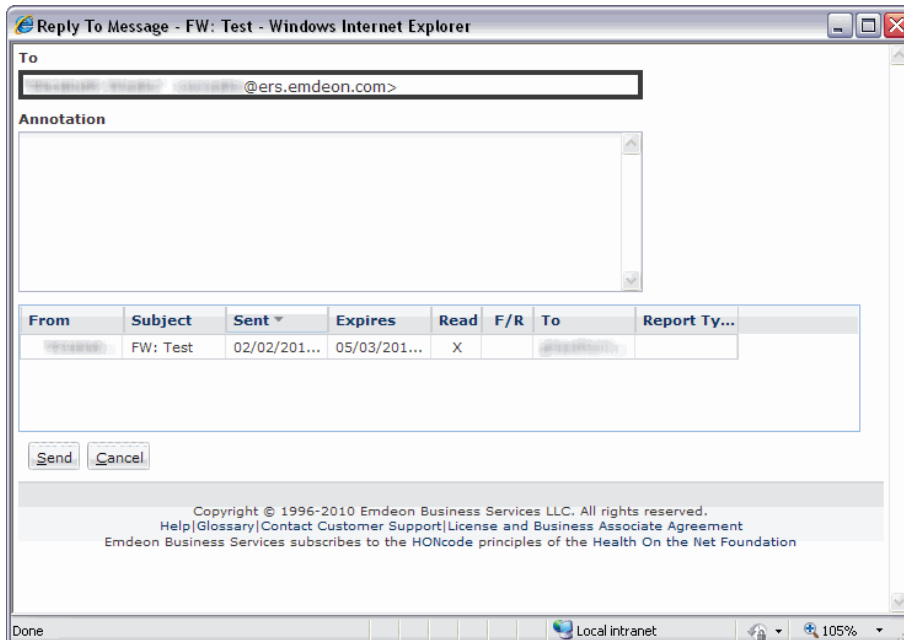 Reply To Message - FW: Test - Windows Internet Explorer
To
@ers.emdeon.com>
Annotation
From Subject Sent Expires Read F/R To Report Ty...
FW: Test 02/02/201... 05/03/201... X
Send Cancel
Copyright © 1996-2010 Emdeon Business Services LLC. All rights reserved.
Help|Glossary|Contact Customer Support|License and Business Associate Agreement
Emdeon Business Services subscribes to the HONcode principles of the Health On the Net Foundation
Done Local intranet 105%